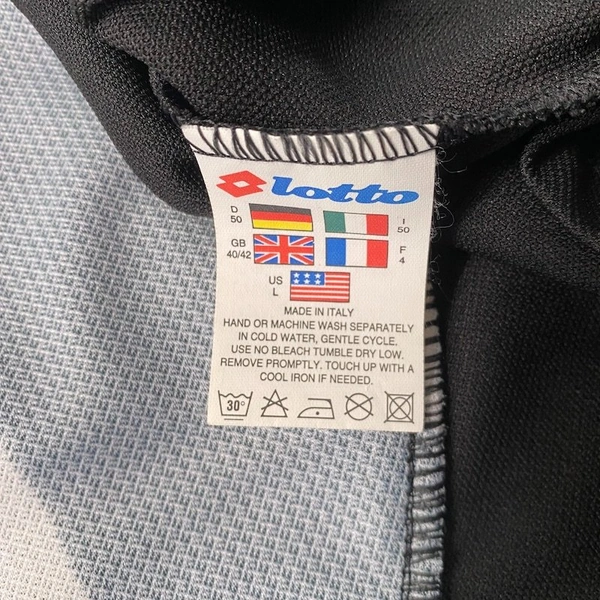 lotto
D 50 I 50
GB 40/42 F 4
US L
MADE IN ITALY
HAND OR MACHINE WASH SEPARATELY
IN COLD WATER, GENTLE CYCLE.
USE NO BLEACH TUMBLE DRY LOW.
REMOVE PROMPTLY. TOUCH UP WITH A
COOL IRON IF NEEDED.
30°